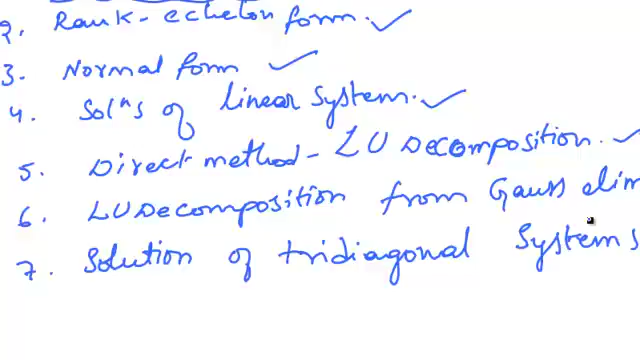 2. Rank-echelon form. ✓
3. Normal form ✓
4. Solⁿs of linear System. ✓
5. Direct method - LU Decomposition. ✓
6. LU Decomposition from Gauss elim
7. Solution of tridiagonal Systems